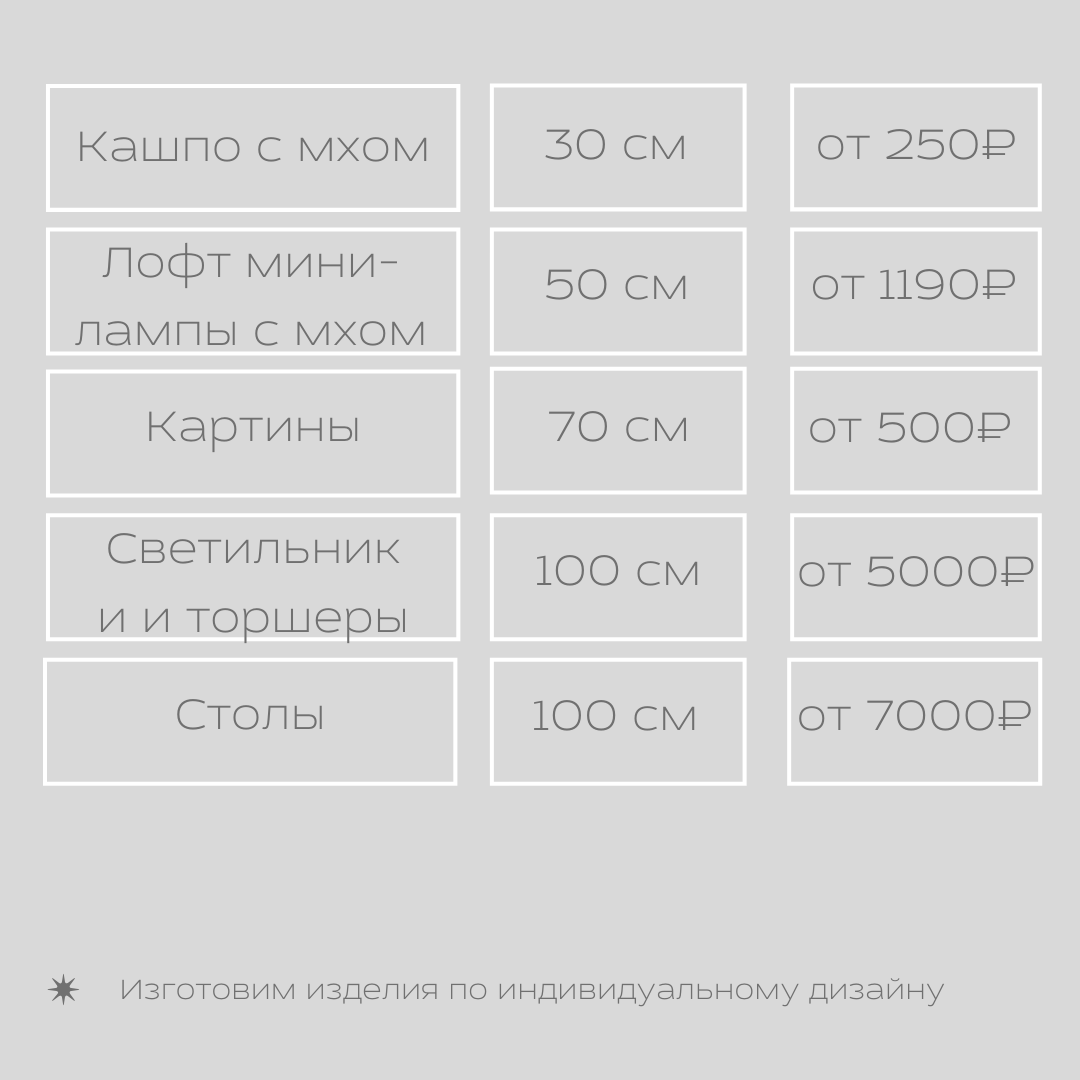 Кашпо с мхом 30 см от 250₽
Лофт мини-
лампы с мхом 50 см от 1190₽
Картины 70 см от 500₽
Светильник
и и торшеры 100 см от 5000₽
Столы 100 см от 7000₽
Изготовим изделия по индивидуальному дизайну